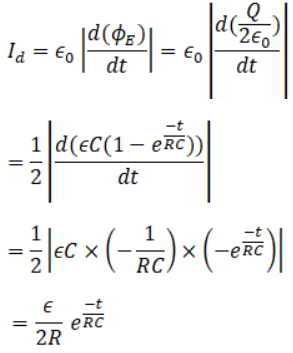 I_d = ϵ_0 |d(ϕ_E)/dt| = ϵ_0 |d(Q/2ϵ_0)/dt|
= 1/2 |d(ϵC(1 − e^(−t/RC)))/dt|
= 1/2 |ϵC × (−1/RC) × (−e^(−t/RC))|
= ϵ/2R e^(−t/RC)